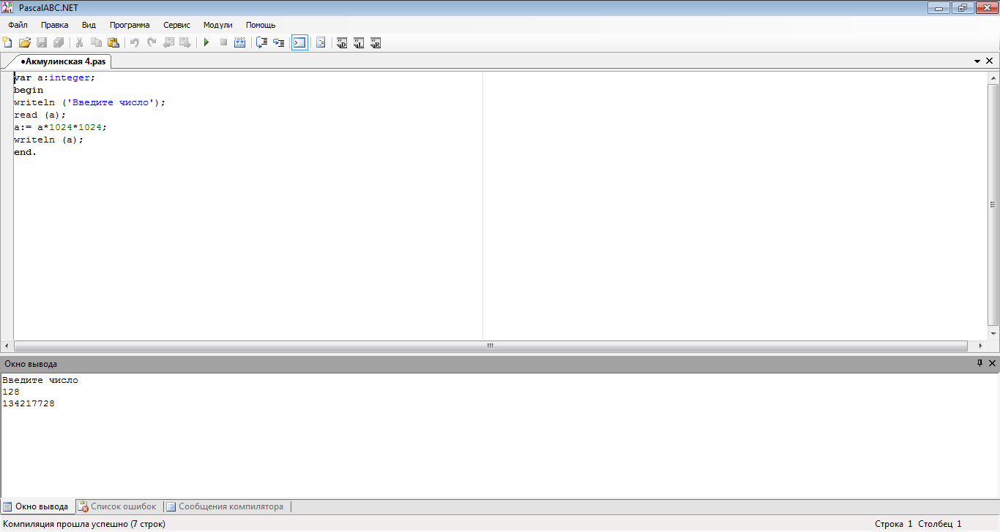 PascalABC.NET
Файл Правка Вид Программа Сервис Модули Помощь
•Акмулинская 4.pas
var a:integer;
begin
writeln ('Введите число');
read (a);
a:= a*1024*1024;
writeln (a);
end.
Окно вывода
Введите число
128
134217728
Окно вывода Список ошибок Сообщения компилятора
Компиляция прошла успешно (7 строк) Строка 1 Столбец 1